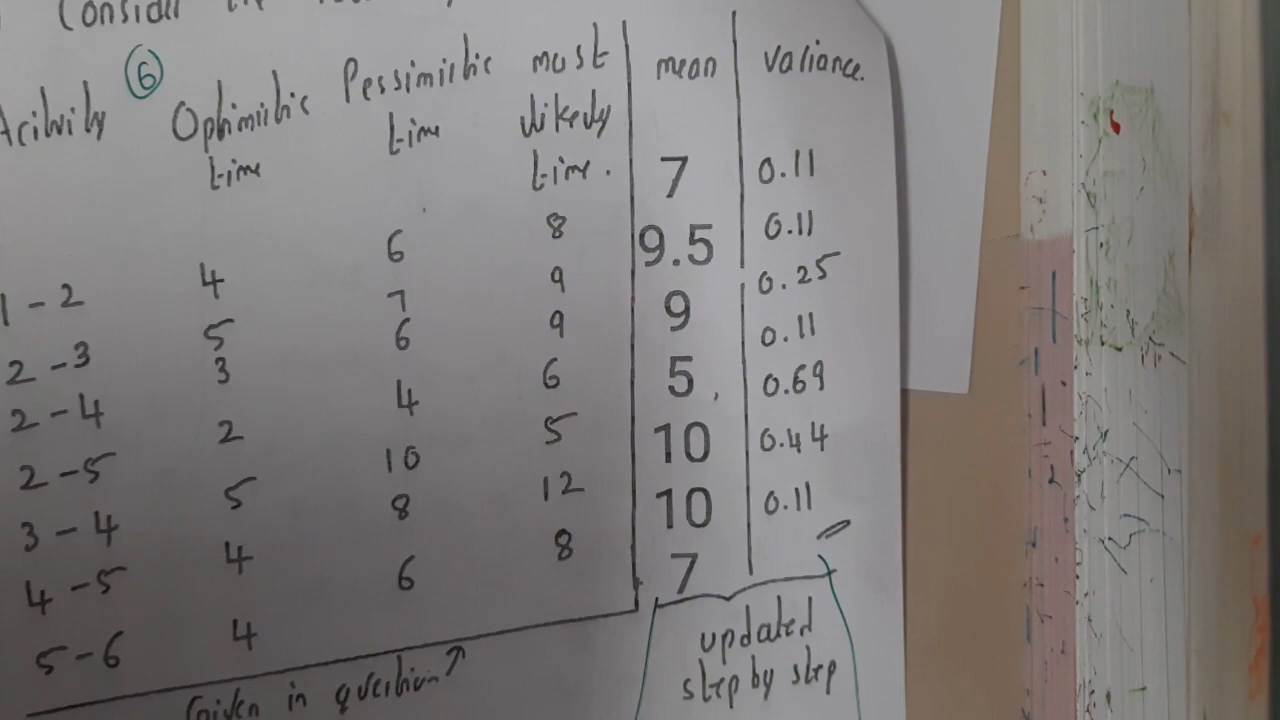 Consider the
6
Activity Optimistic time Pessimistic time most likely time. mean Variance.
1-2 4 6 8 7 0.11
2-3 5 7 9 9.5 0.11
2-4 3 6 9 9 0.25
2-5 2 4 6 5, 0.11
3-4 5 10 5 10 0.69
4-5 4 8 12 10 0.44
5-6 4 6 8 7 0.11
Given in question
updated
step by step